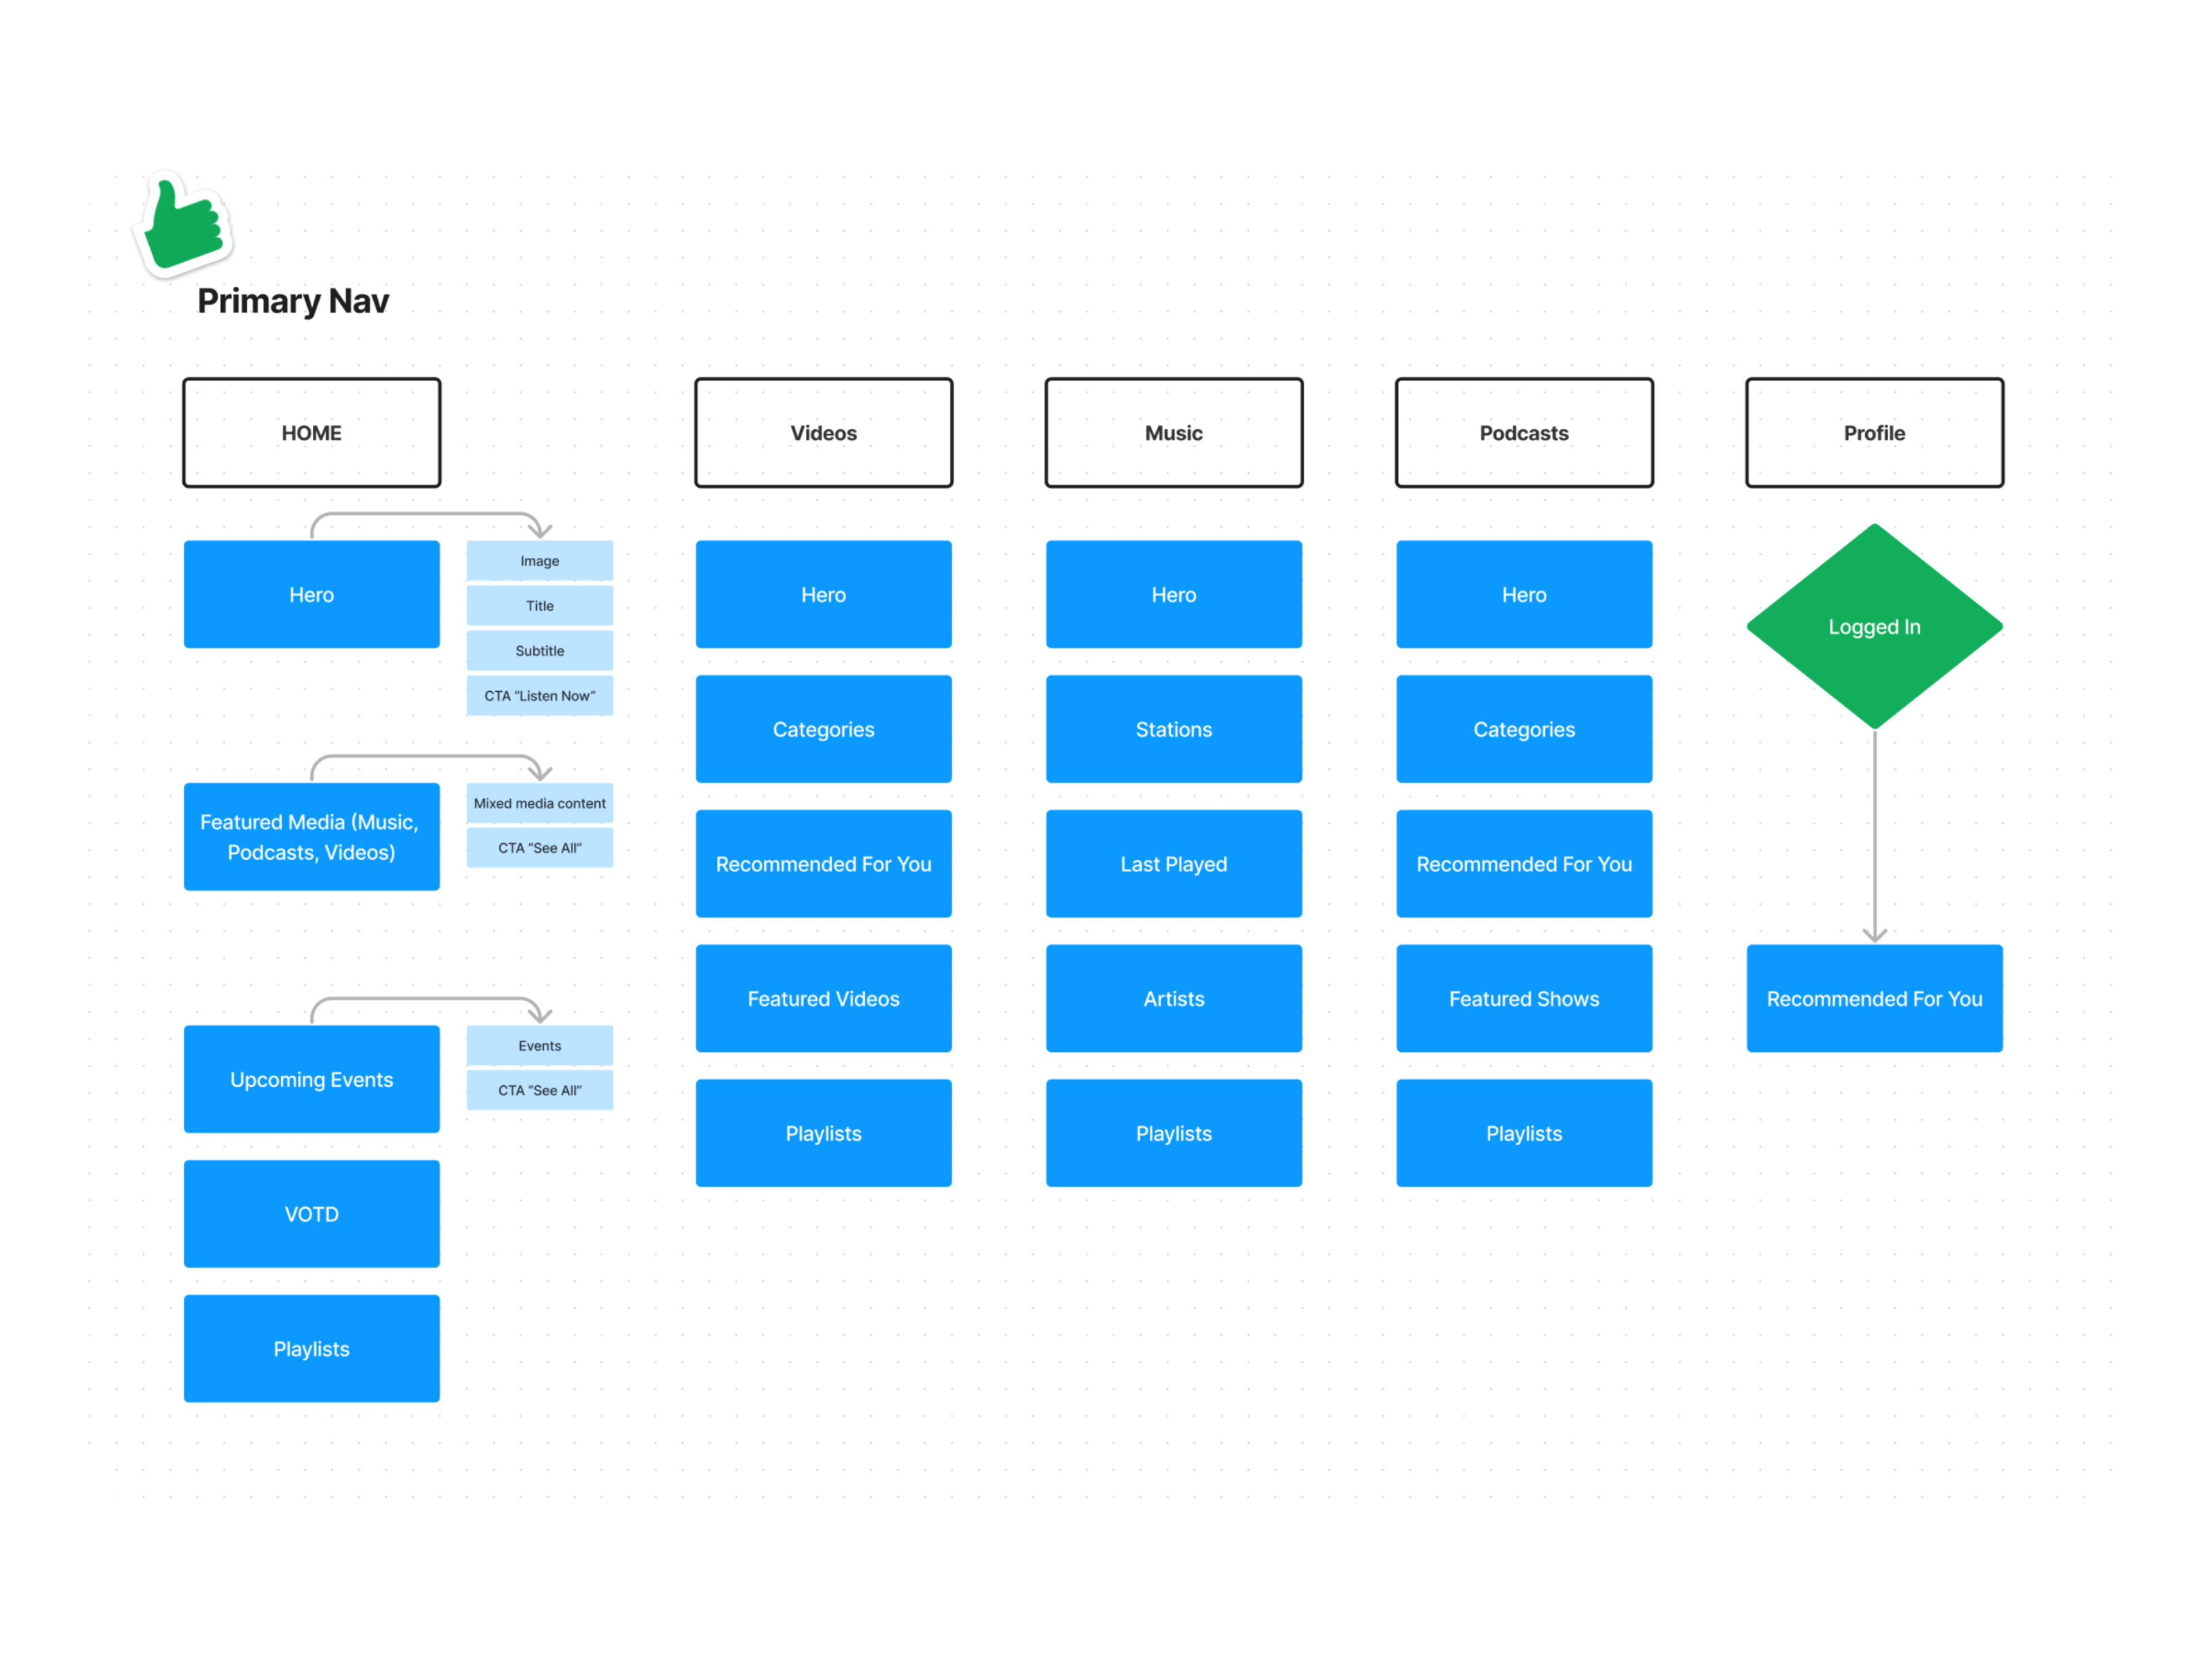 Primary Nav
HOME
Hero
Image
Title
Subtitle
CTA “Listen Now”
Featured Media (Music,
Podcasts, Videos)
Mixed media content
CTA “See All”
Upcoming Events
Events
CTA “See All”
VOTD
Playlists
Videos
Hero
Categories
Recommended For You
Featured Videos
Playlists
Music
Hero
Stations
Last Played
Artists
Playlists
Podcasts
Hero
Categories
Recommended For You
Featured Shows
Playlists
Profile
Logged In
Recommended For You